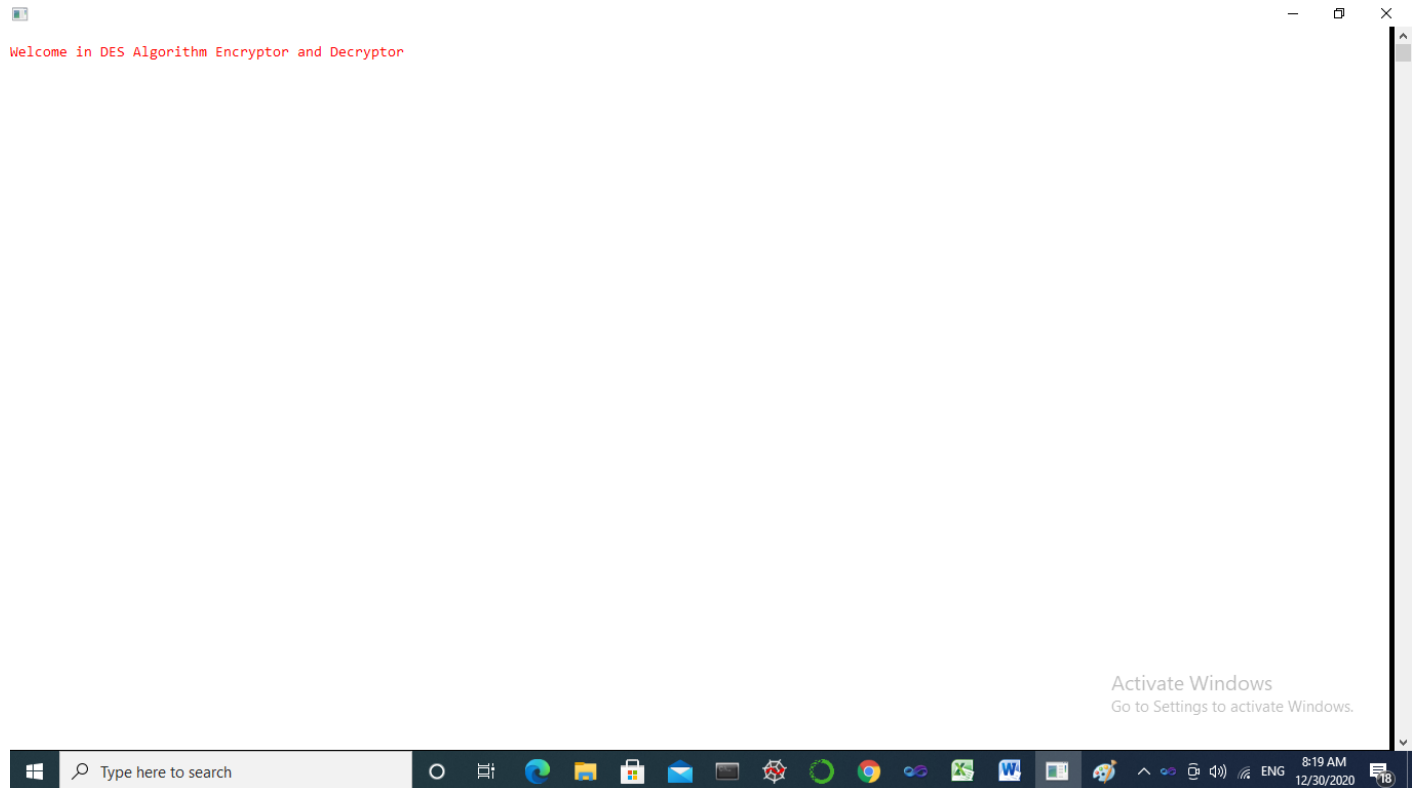 Welcome in DES Algorithm Encryptor and Decryptor
Activate Windows
Go to Settings to activate Windows.
Type here to search
ENG
8:19 AM
12/30/2020
18